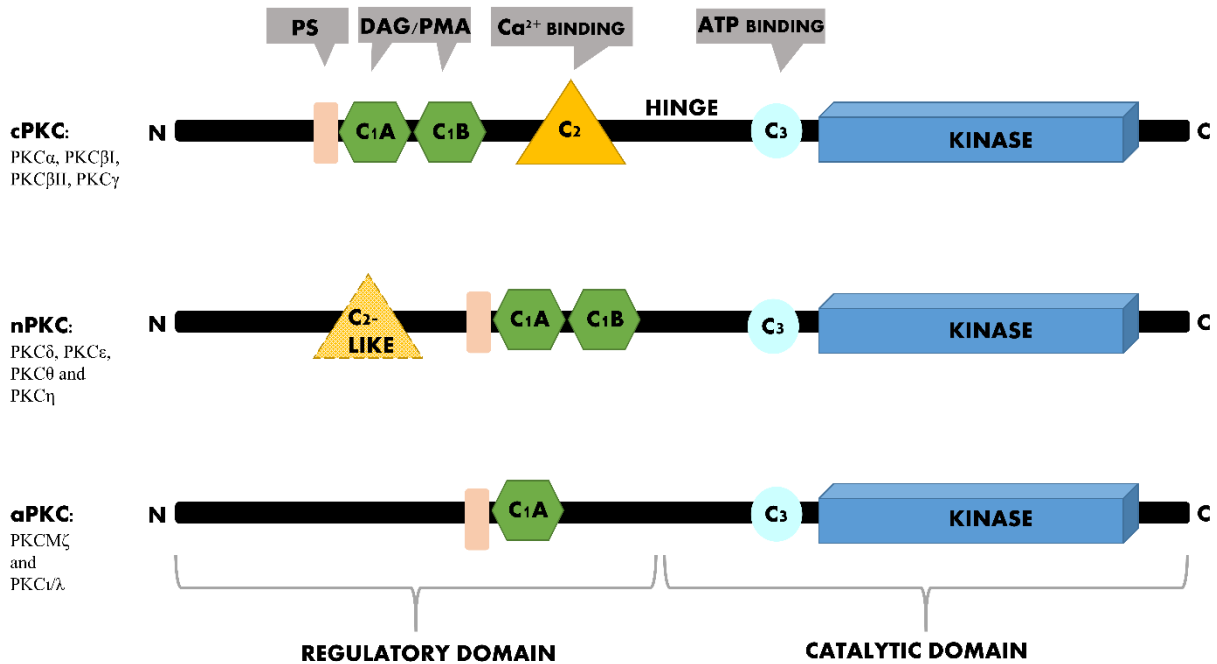 PS
DAG/PMA
Ca²⁺ BINDING
ATP BINDING
HINGE
cPKC:
PKCα, PKCβI,
PKCβII, PKCγ
N
C₁A
C₁B
C₂
C₃
KINASE
C
nPKC:
PKCδ, PKCε,
PKCθ and
PKCη
N
C₂-
LIKE
C₁A
C₁B
C₃
KINASE
C
aPKC:
PKCMζ
and
PKCι/λ
N
C₁A
C₃
KINASE
C
REGULATORY DOMAIN
CATALYTIC DOMAIN